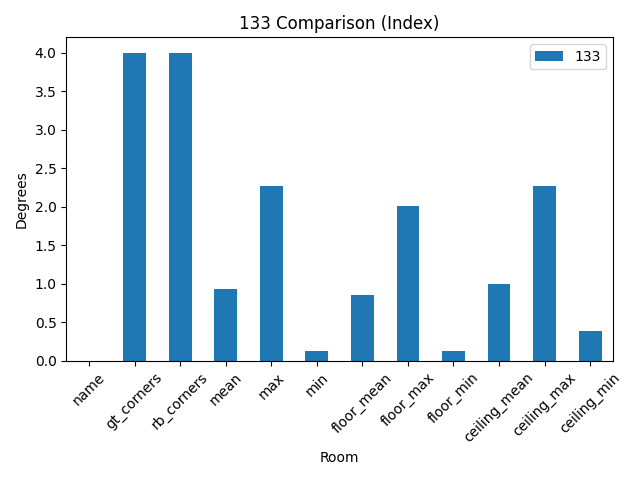 133 Comparison (Index)
133
Degrees
4.0
3.5
3.0
2.5
2.0
1.5
1.0
0.5
0.0
name
gt_corners
rb_corners
mean
max
min
floor_mean
floor_max
floor_min
ceiling_mean
ceiling_max
ceiling_min
Room